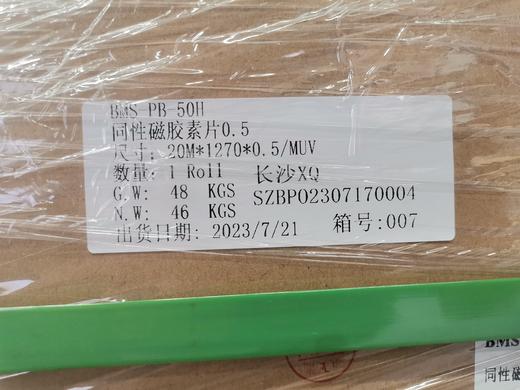 BMS PB-50H
同性磁胶素片0.5
尺寸: 20M*1270*0.5/MUV
数量: 1 Roll 长沙XQ
G.W: 48 KGS SZBP02307170004
N.W: 46 KGS
出货日期: 2023/7/21 箱号:007
BMS
同性磁